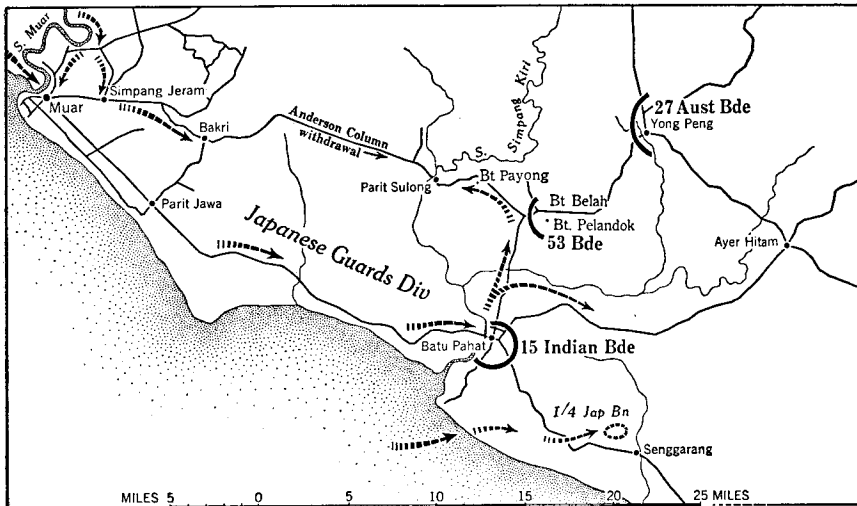 S. Muar
Simpang Jeram
Muar
Bakri
Anderson Column
withdrawal
S. Simpang Kiri
27 Aust Bde
Yong Peng
Parit Sulong
Bt Payong
Bt Belah
Bt. Pelandok
53 Bde
Parit Jawa
Ayer Hitam
Japanese Guards Div
Batu Pahat
15 Indian Bde
1/4 Jap Bn
Senggarang
MILES 5 0 5 10 15 20 25 MILES